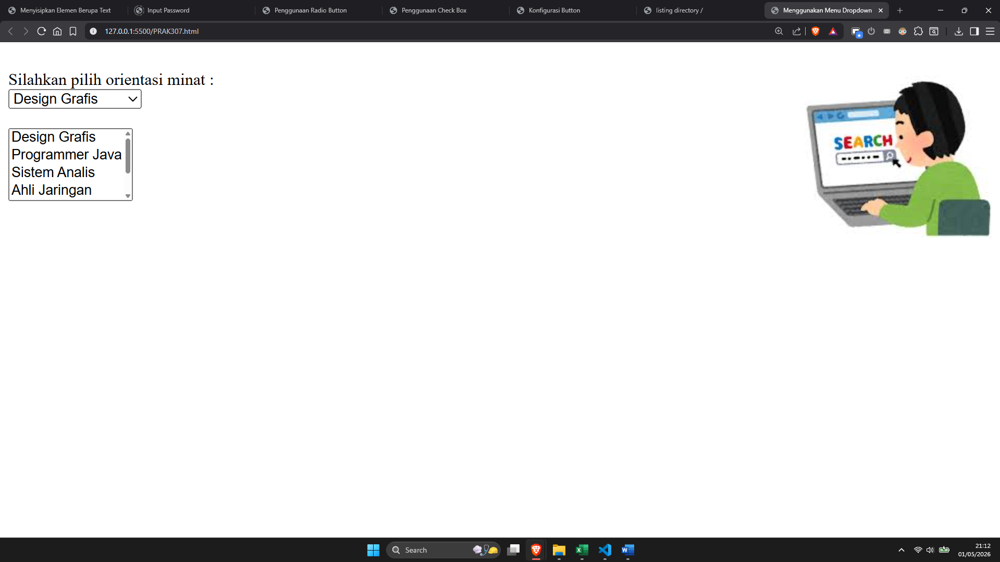 Menyisipkan Elemen Berupa Text
Input Password
Penggunaan Radio Button
Penggunaan Check Box
Konfigurasi Button
listing directory /
Menggunakan Menu Dropdown
127.0.0.1:5500/PRAK307.html
Silahkan pilih orientasi minat :
Design Grafis
Design Grafis
Programmer Java
Sistem Analis
Ahli Jaringan
SEARCH
Search
21:12
01/05/2026